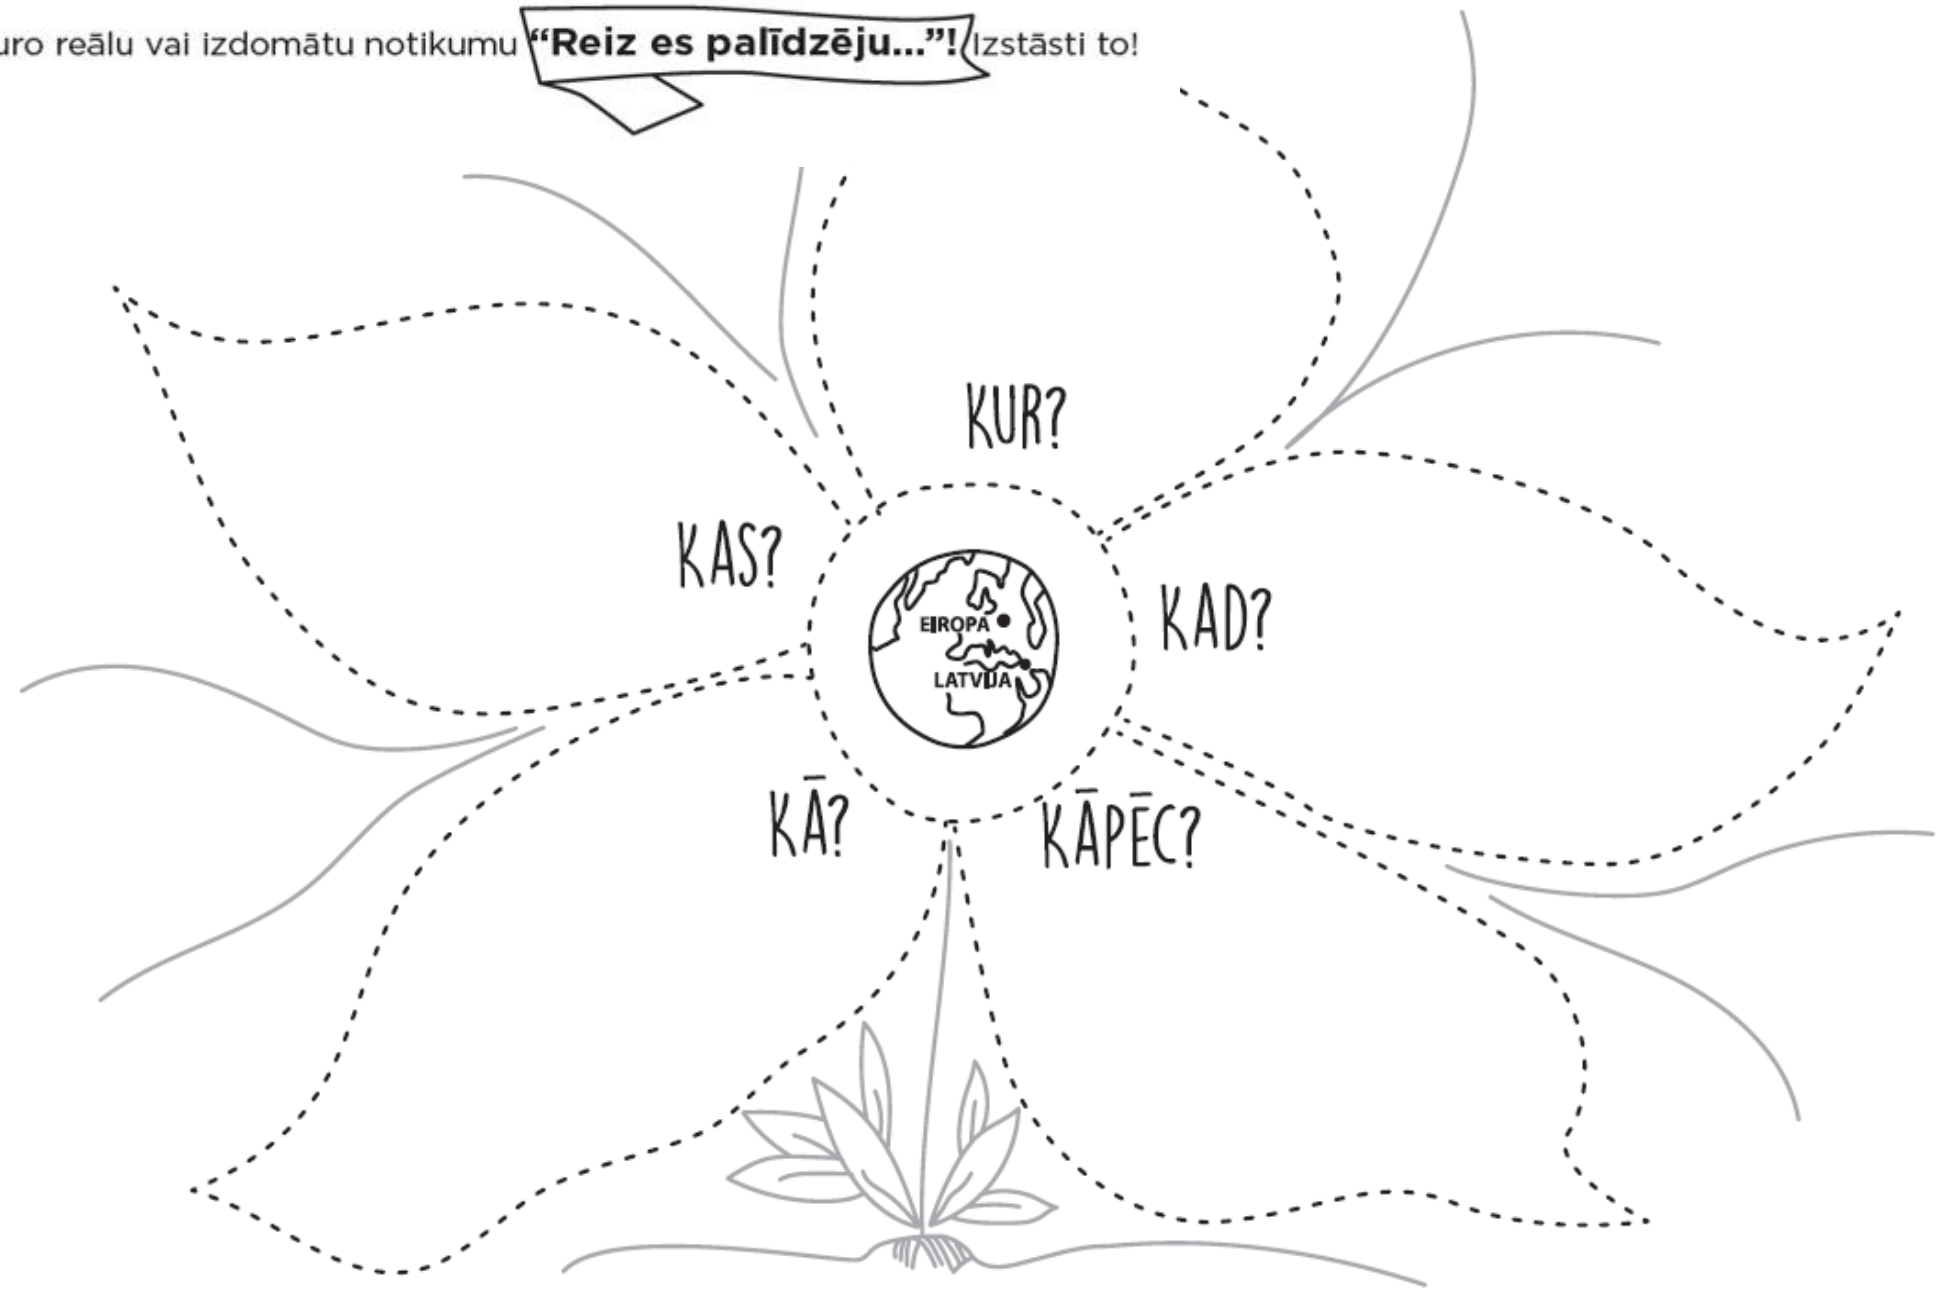 uro reālu vai izdomātu notikumu “Reiz es palīdzēju...”! Izstāsti to!
KUR?
KAS?
KAD?
EIROPA
LATVIJA
KĀ?
KĀPĒC?